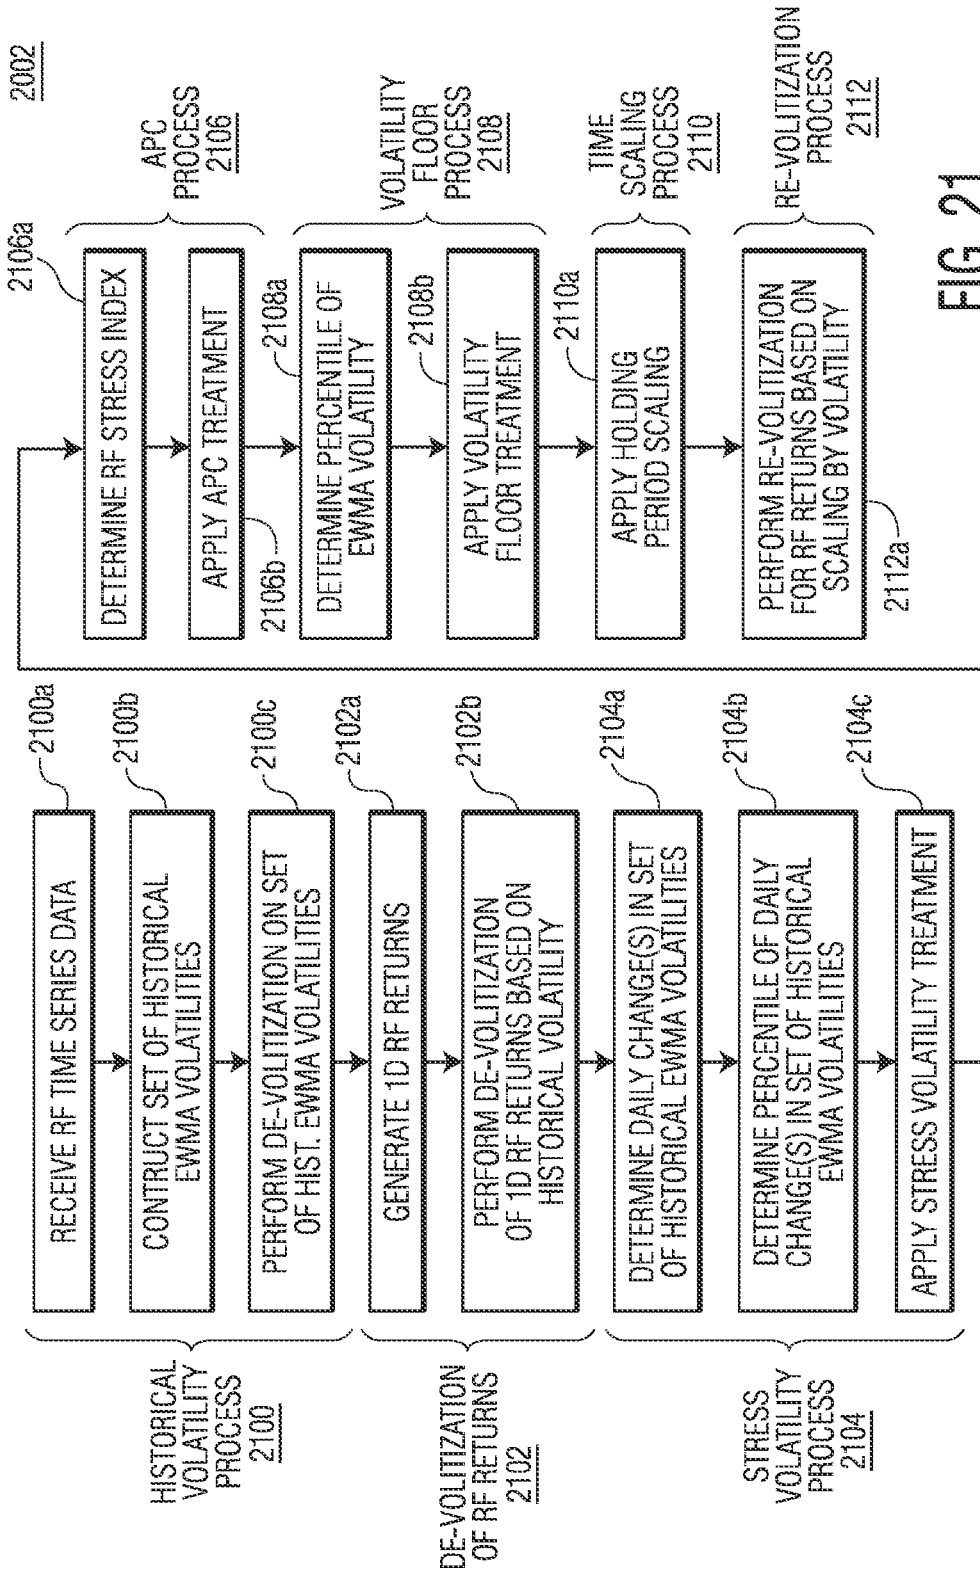 2002
HISTORICAL
VOLATILITY
PROCESS
2100
RECEIVE RF TIME SERIES DATA
2100a
CONTRUCT SET OF HISTORICAL
EWMA VOLATILITIES
2100b
PERFORM DE-VOLITIZATION ON SET
OF HIST. EWMA VOLATILITIES
2100c
DE-VOLITIZATION
OF RF RETURNS
2102
GENERATE 1D RF RETURNS
2102a
PERFORM DE-VOLITIZATION
OF 1D RF RETURNS BASED ON
HISTORICAL VOLATILITY
2102b
STRESS
VOLATILITY
PROCESS
2104
DETERMINE DAILY CHANGE(S) IN SET
OF HISTORICAL EWMA VOLATILITIES
2104a
DETERMINE PERCENTILE OF DAILY
CHANGE(S) IN SET OF HISTORICAL
EWMA VOLATILITIES
2104b
APPLY STRESS VOLATILITY TREATMENT
2104c
2106a
DETERMINE RF STRESS INDEX
APPLY APC TREATMENT
2106b
APC
PROCESS
2106
2108a
DETERMINE PERCENTILE OF
EWMA VOLATILITY
2108b
APPLY VOLATILITY
FLOOR TREATMENT
VOLATILITY
FLOOR
PROCESS
2108
2110a
APPLY HOLDING
PERIOD SCALING
TIME
SCALING
PROCESS
2110
PERFORM RE-VOLITIZATION
FOR RF RETURNS BASED ON
SCALING BY VOLATILITY
2112a
RE-VOLITIZATION
PROCESS
2112
FIG. 21